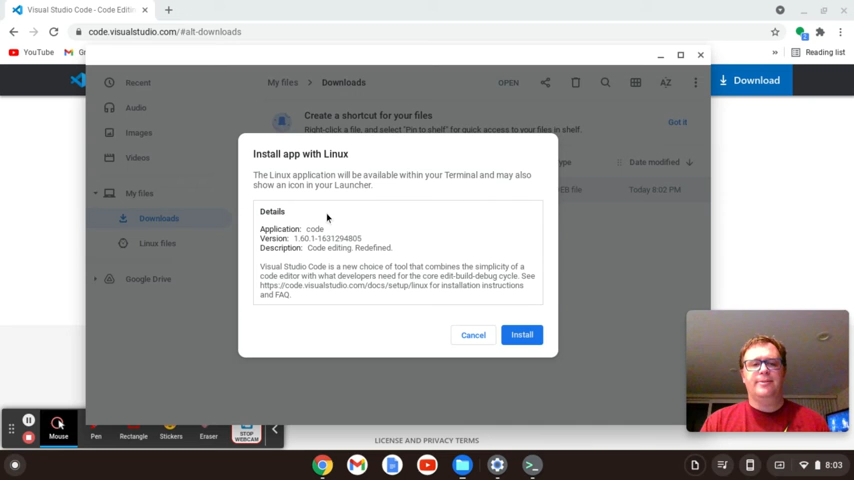 Visual Studio Code - Code Editin
code.visualstudio.com/#alt-downloads
YouTube
Reading list
Download
Recent
My files > Downloads
OPEN
AZ
Audio
Create a shortcut for your files
Got it
Images
Right-click a file, and select "Pin to shelf" for quick access to your files in shelf.
Videos
Install app with Linux
Date modified
The Linux application will be available within your Terminal and may also
show an icon in your Launcher.
My files
Today 8:02 PM
Downloads
Linux files
Google Drive
Details
Application: code
Version: 1.60.1-1631294805
Description: Code editing. Redefined.
Visual Studio Code is a new choice of tool that combines the simplicity of a
code editor with what developers need for the core edit-build-debug cycle. See
https://code.visualstudio.com/docs/setup/linux for installation instructions
and FAQ.
Cancel
Install
Mouse
Pen
Rectangle
Stickers
Eraser
STOP
WEBCAM
LICENSE AND PRIVACY TERMS
8:03